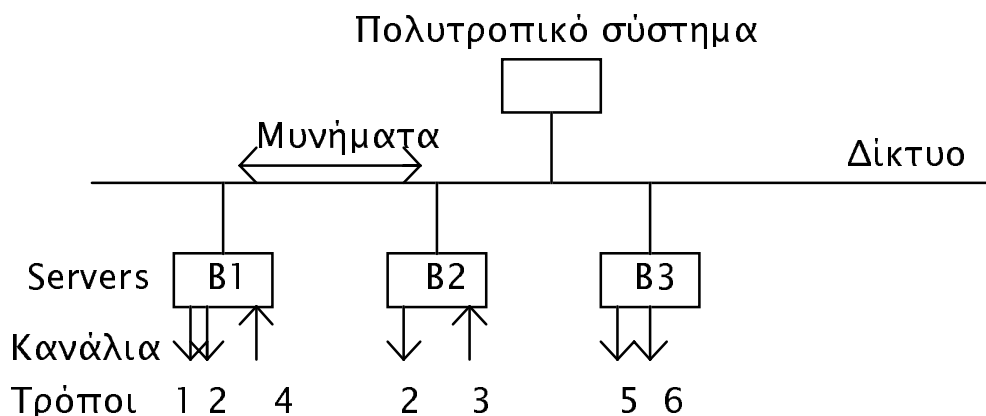 Πολυτροπικό σύστημα
Μυνήματα
Δίκτυο
Servers B1 B2 B3
Κανάλια
Τρόποι 1 2 4 2 3 5 6